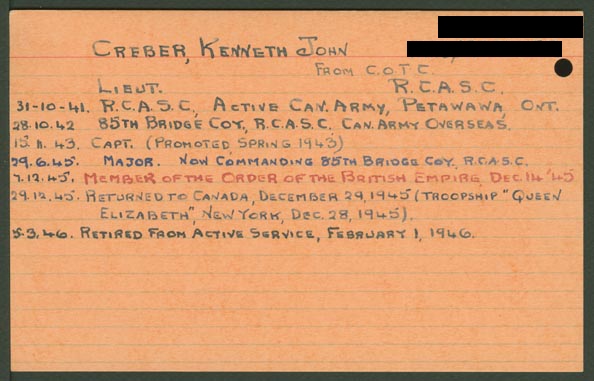 CREBER, KENNETH JOHN
FROM C.O.T.C.
LIEUT. R.C.A.S.C.
31-10-41. R.C.A.S.C., ACTIVE CAN. ARMY, PETAWAWA, ONT.
28.10.42 85TH BRIDGE COY., R.C.A.S.C. CAN. ARMY OVERSEAS.
15.11.43. CAPT. (PROMOTED SPRING 1943)
29.6.45. MAJOR. NOW COMMANDING 85TH BRIDGE COY, R.C.A.S.C.
7.12.45. MEMBER OF THE ORDER OF THE BRITISH EMPIRE, DEC. 14 '45
29.12.45. RETURNED TO CANADA, DECEMBER 29, 1945 (TROOPSHIP "QUEEN
ELIZABETH", NEW YORK, DEC. 28, 1945).
5.3.46. RETIRED FROM ACTIVE SERVICE, FEBRUARY 1, 1946.